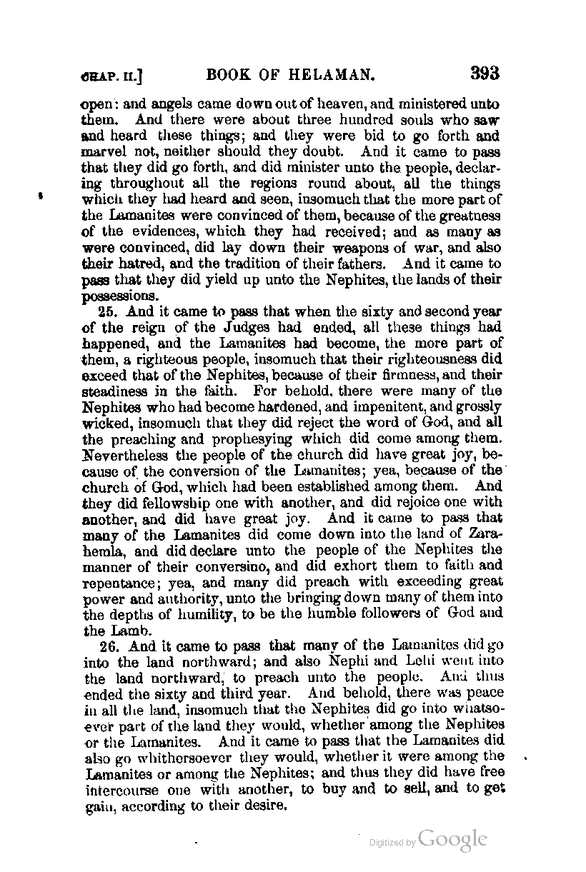 CHAP. II.] BOOK OF HELAMAN. 393
open: and angels came down out of heaven, and ministered unto
them. And there were about three hundred souls who saw
and heard these things; and they were bid to go forth and
marvel not, neither should they doubt. And it came to pass
that they did go forth, and did minister unto the people, declar-
ing throughout all the regions round about, all the things
which they had heard and seen, insomuch that the more part of
the Lamanites were convinced of them, because of the greatness
of the evidences, which they had received; and as many as
were convinced, did lay down their weapons of war, and also
their hatred, and the tradition of their fathers. And it came to
pass that they did yield up unto the Nephites, the lands of their
possessions.
25. And it came to pass that when the sixty and second year
of the reign of the Judges had ended, all these things had
happened, and the Lamanites had become, the more part of
them, a righteous people, insomuch that their righteousness did
exceed that of the Nephites, because of their firmness, and their
steadiness in the faith. For behold, there were many of the
Nephites who had become hardened, and impenitent, and grossly
wicked, insomuch that they did reject the word of God, and all
the preaching and prophesying which did come among them.
Nevertheless the people of the church did have great joy, be-
cause of the conversion of the Lamanites; yea, because of the
church of God, which had been established among them. And
they did fellowship one with another, and did rejoice one with
another, and did have great joy. And it came to pass that
many of the Lamanites did come down into the land of Zara-
hemla, and did declare unto the people of the Nephites the
manner of their conversino, and did exhort them to faith and
repentance; yea, and many did preach with exceeding great
power and authority, unto the bringing down many of them into
the depths of humility, to be the humble followers of God and
the Lamb.
26. And it came to pass that many of the Lamanites did go
into the land northward; and also Nephi and Lehi went into
the land northward, to preach unto the people. And thus
ended the sixty and third year. And behold, there was peace
in all the land, insomuch that the Nephites did go into whatso-
ever part of the land they would, whether among the Nephites
or the Lamanites. And it came to pass that the Lamanites did
also go whithersoever they would, whether it were among the
Lamanites or among the Nephites; and thus they did have free
intercourse one with another, to buy and to sell, and to get
gain, according to their desire.
Digitized by Google